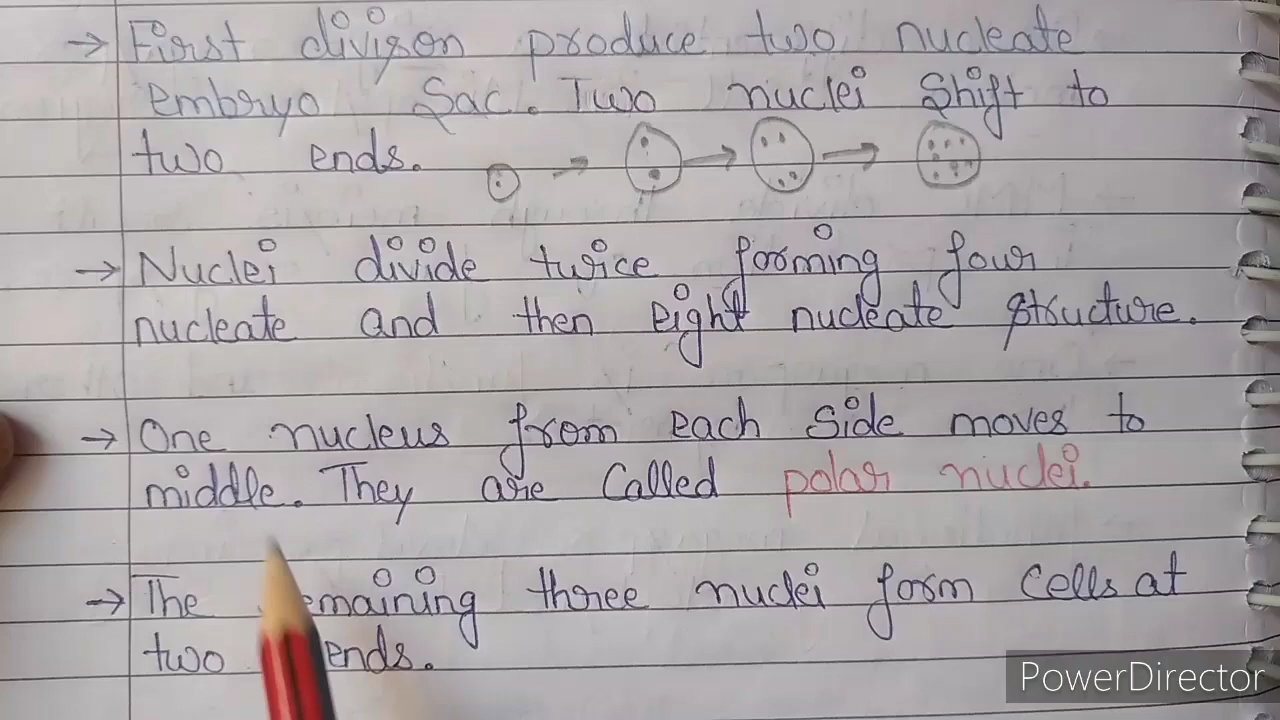 → First divison produce two nucleate
embryo Sac. Two nuclei Shift to
two ends.
→ Nuclei divide twice forming four
nucleate and then eight nucleate structure.
→ One nucleus from each side moves to
middle. They are Called polar nuclei.
→ The emaining three nuclei form Cells at
two ends.
PowerDirector